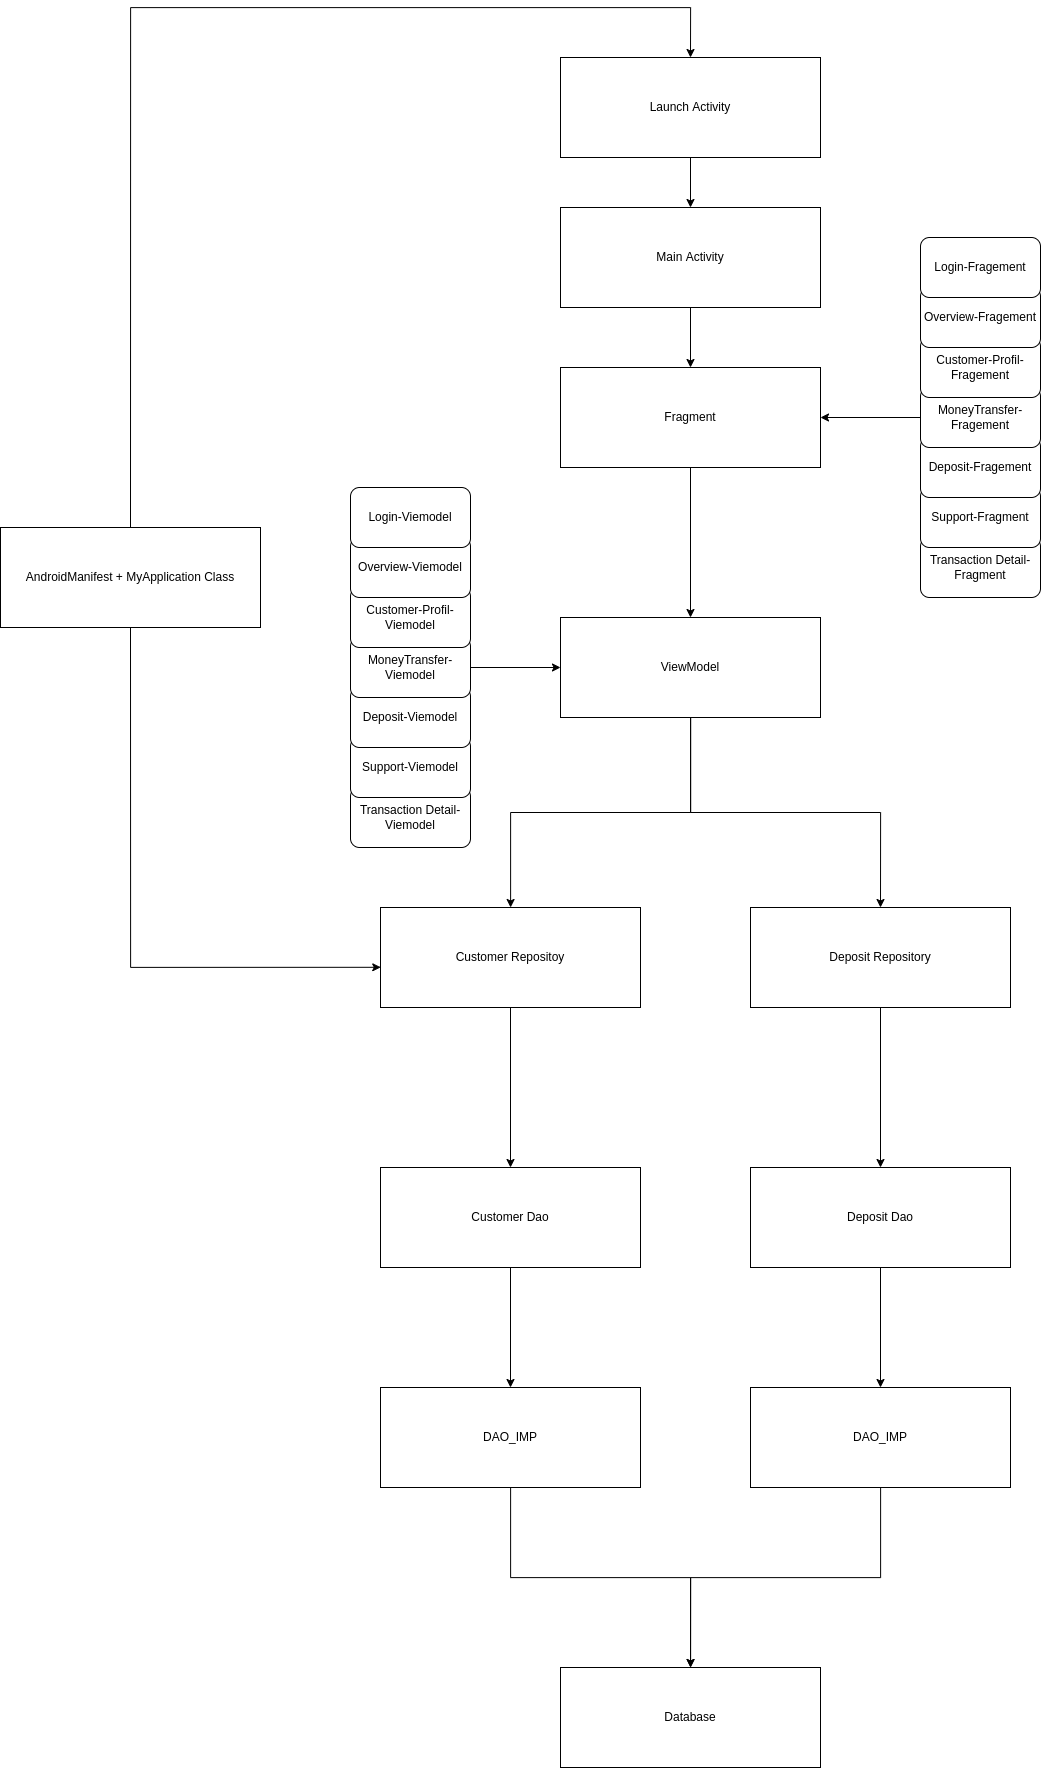 Launch Activity
Main Activity
Login-Fragement
Overview-Fragement
Customer-Profil-
Fragement
MoneyTransfer-
Fragement
Deposit-Fragement
Support-Fragment
Transaction Detail-
Fragment
Fragment
Login-Viemodel
Overview-Viemodel
Customer-Profil-
Viemodel
MoneyTransfer-
Viemodel
Deposit-Viemodel
Support-Viemodel
Transaction Detail-
Viemodel
AndroidManifest + MyApplication Class
ViewModel
Customer Repositoy
Deposit Repository
Customer Dao
Deposit Dao
DAO_IMP
DAO_IMP
Database